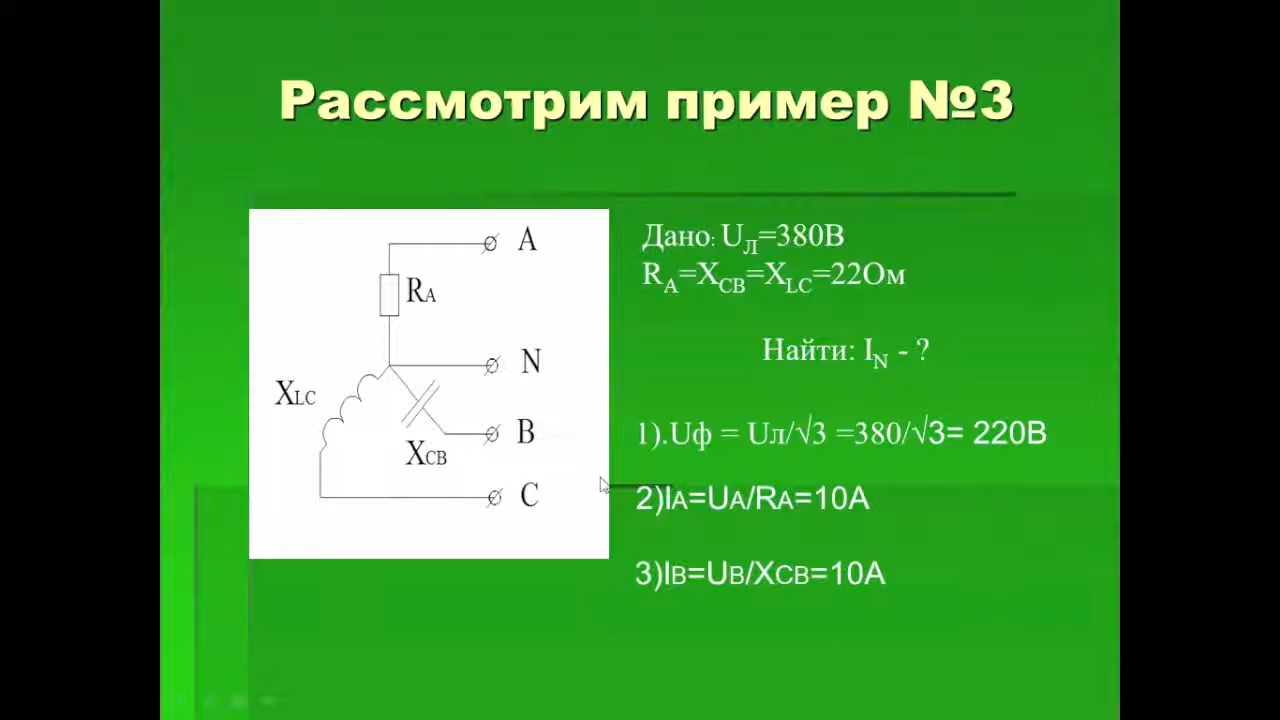 Рассмотрим пример №3
A
RA
N
XLC
B
XCB
C
Дано: UЛ=380В
RA=XCB=XLC=22Ом
Найти: IN - ?
1).Uф = Uл/√3 =380/√3= 220В
2)IA=UA/RA=10A
3)IB=UB/XCB=10A